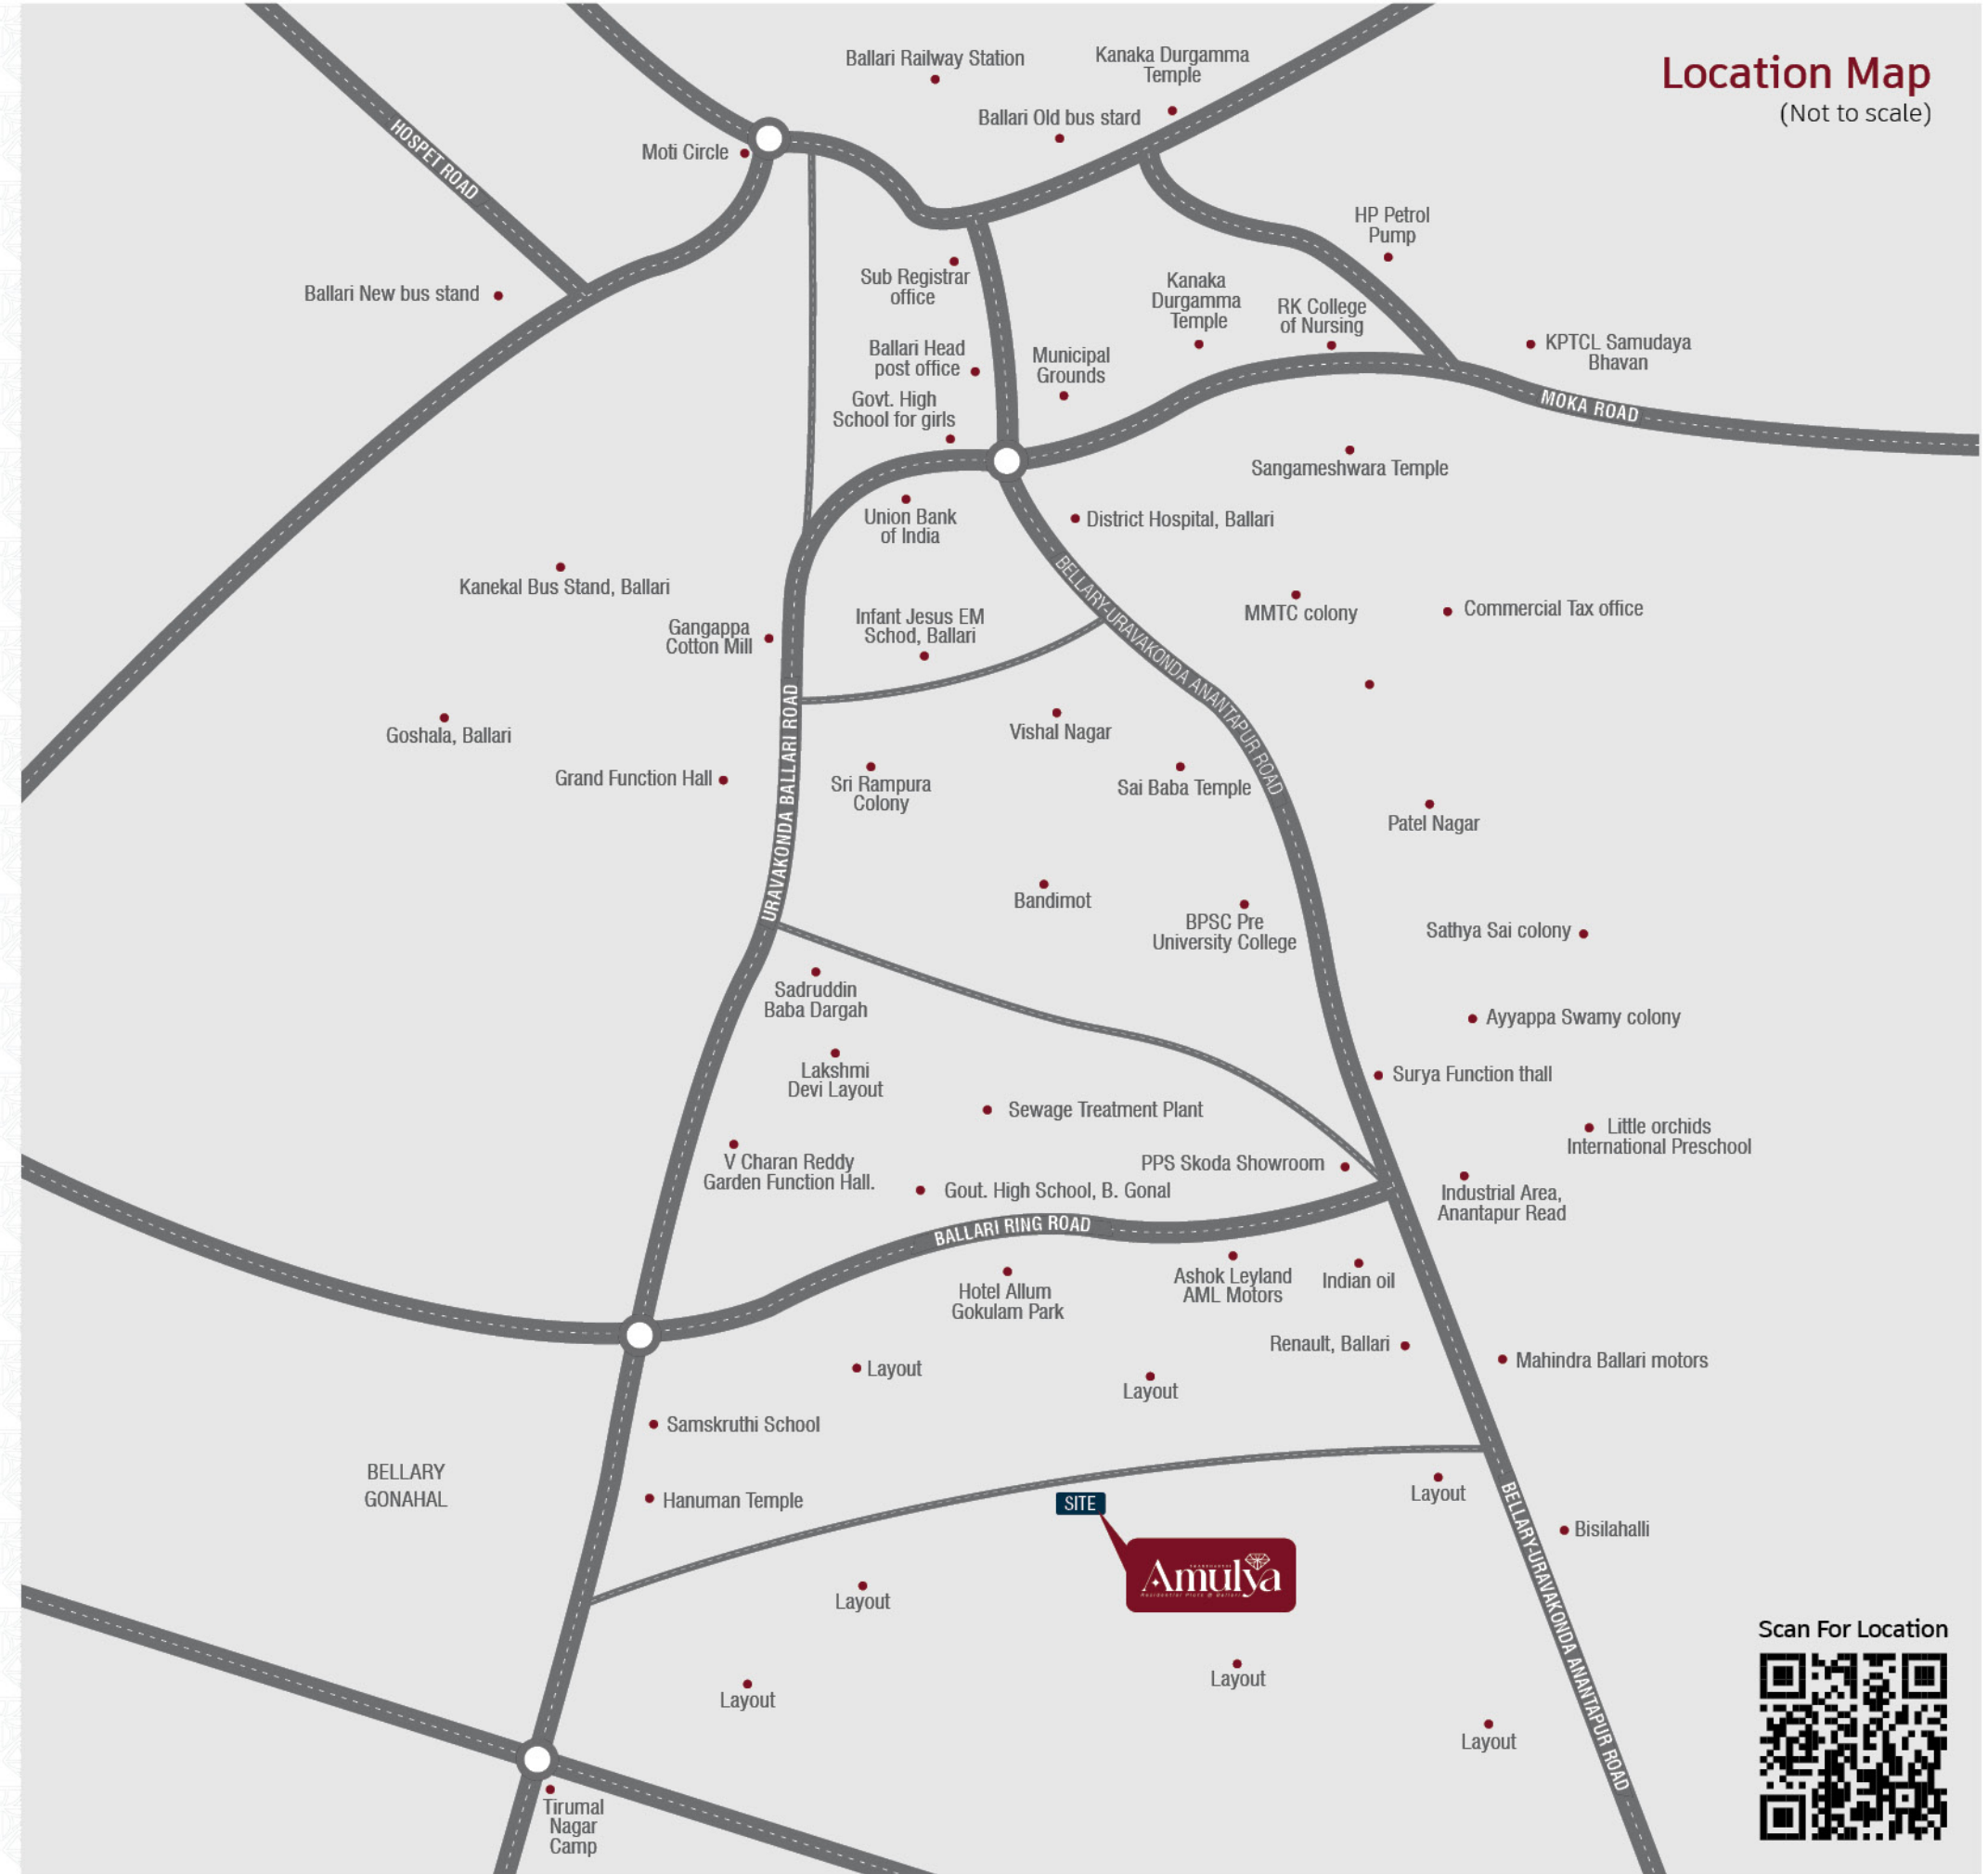 Location Map
(Not to scale)
Ballari Railway Station
Kanaka Durgamma
Temple
Ballari Old bus stard
Moti Circle
HOSPET ROAD
HP Petrol
Pump
Ballari New bus stand
Sub Registrar
office
Kanaka
Durgamma
Temple
RK College
of Nursing
KPTCL Samudaya
Bhavan
Ballari Head
post office
Municipal
Grounds
Govt. High
School for girls
MOKA ROAD
Sangameshwara Temple
Union Bank
of India
District Hospital, Ballari
Kanekal Bus Stand, Ballari
BELLARY-URAVAKONDA ANANTAPUR ROAD
MMTC colony
Commercial Tax office
Gangappa
Cotton Mill
Infant Jesus EM
Schod, Ballari
Goshala, Ballari
Vishal Nagar
Grand Function Hall
URAVAKONDA BALLARI ROAD
Sri Rampura
Colony
Sai Baba Temple
Patel Nagar
Bandimot
BPSC Pre
University College
Sathya Sai colony
Sadruddin
Baba Dargah
Ayyappa Swamy colony
Lakshmi
Devi Layout
Surya Function thall
Sewage Treatment Plant
Little orchids
International Preschool
V Charan Reddy
Garden Function Hall.
PPS Skoda Showroom
Gout. High School, B. Gonal
Industrial Area,
Anantapur Read
BALLARI RING ROAD
Hotel Allum
Gokulam Park
Ashok Leyland
AML Motors
Indian oil
Renault, Ballari
Mahindra Ballari motors
Layout
Layout
Samskruthi School
BELLARY
GONAHAL
Hanuman Temple
SITE
Layout
BELLARY-URAVAKONDA ANANTAPUR ROAD
Bisilahalli
Amulya
Layout
Scan For Location
Layout
Layout
Layout
Tirumal
Nagar
Camp